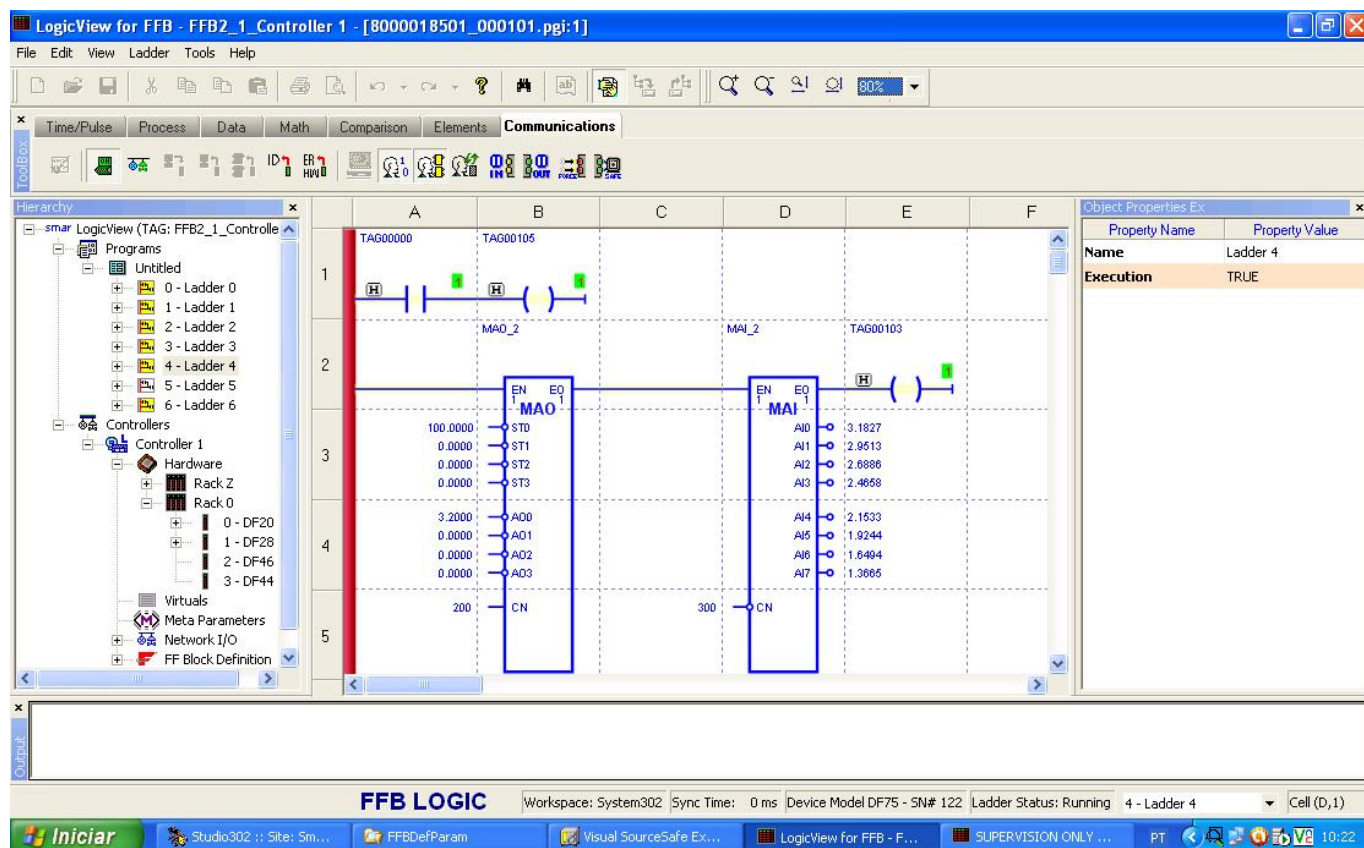 LogicView for FFB - FFB2_1_Controller 1 - [8000018501_000101.pgi:1]
File Edit View Ladder Tools Help
80%
Time/Pulse Process Data Math Comparison Elements Communications
ToolBox
Hierarchy
smar LogicView (TAG: FFB2_1_Controlle
Programs
Untitled
0 - Ladder 0
1 - Ladder 1
2 - Ladder 2
3 - Ladder 3
4 - Ladder 4
5 - Ladder 5
6 - Ladder 6
Controllers
Controller 1
Hardware
Rack Z
Rack 0
0 - DF20
1 - DF28
2 - DF46
3 - DF44
Virtuals
Meta Parameters
Network I/O
FF Block Definition
A B C D E F
1
TAG00000 TAG00105
H 1 H 1
2
MAO_2 MAI_2 TAG00103
H 1
EN EO
1 1
MAO
EN EO
1 1
MAI
3
100.0000 ST0 AI0 3.1827
0.0000 ST1 AI1 2.9513
0.0000 ST2 AI2 2.6886
0.0000 ST3 AI3 2.4658
4
3.2000 AO0 AI4 2.1533
0.0000 AO1 AI5 1.9244
0.0000 AO2 AI6 1.6494
0.0000 AO3 AI7 1.3665
5
200 CN 300 CN
Object Properties Ex
Property Name Property Value
Name Ladder 4
Execution TRUE
Output
FFB LOGIC Workspace: System302 Sync Time: 0 ms Device Model DF75 - SN# 122 Ladder Status: Running 4 - Ladder 4 Cell (D,1)
Iniciar Studio302 :: Site: Sm... FFBDefParam Visual SourceSafe Ex... LogicView for FFB - F... SUPERVISION ONLY ... PT 10:22